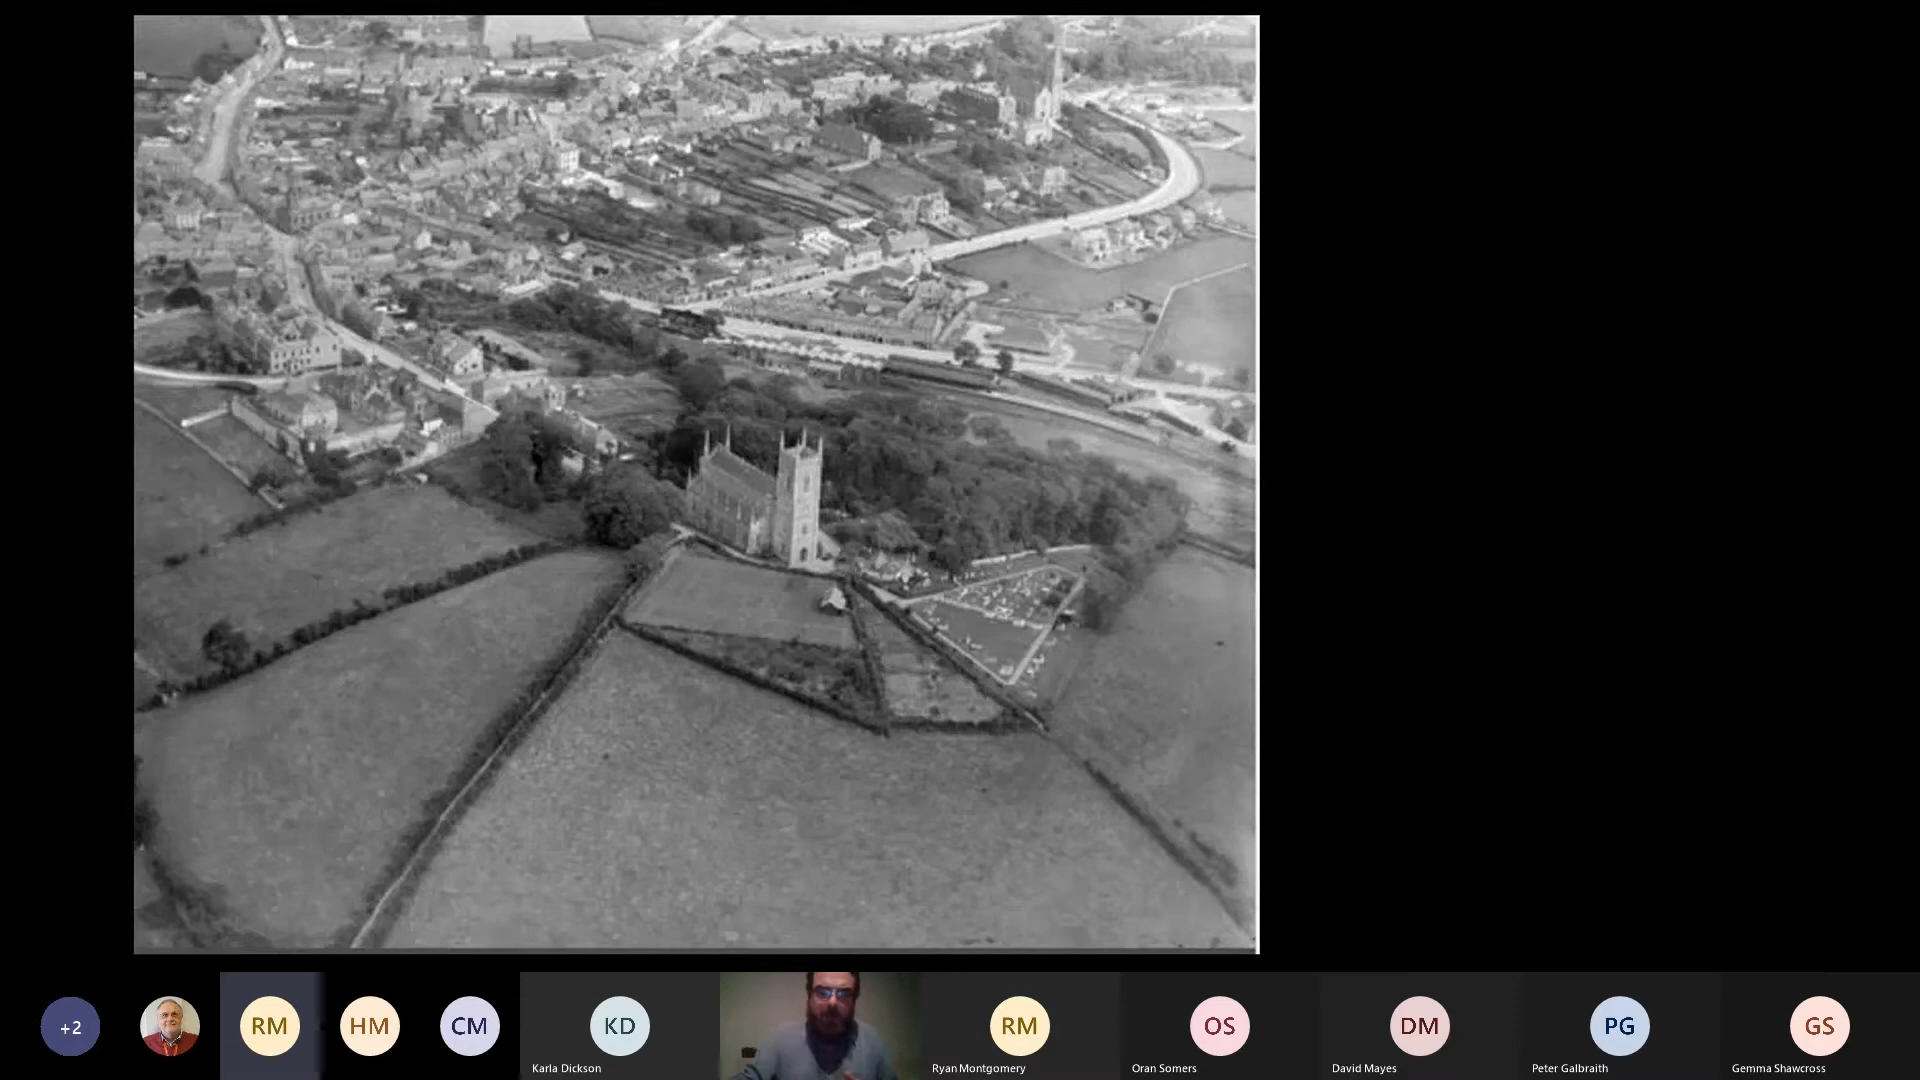 +2
RM
HM
CM
KD
RM
OS
DM
PG
GS
Karla Dickson
Ryan Montgomery
Oran Somers
David Mayes
Peter Galbraith
Gemma Shawcross